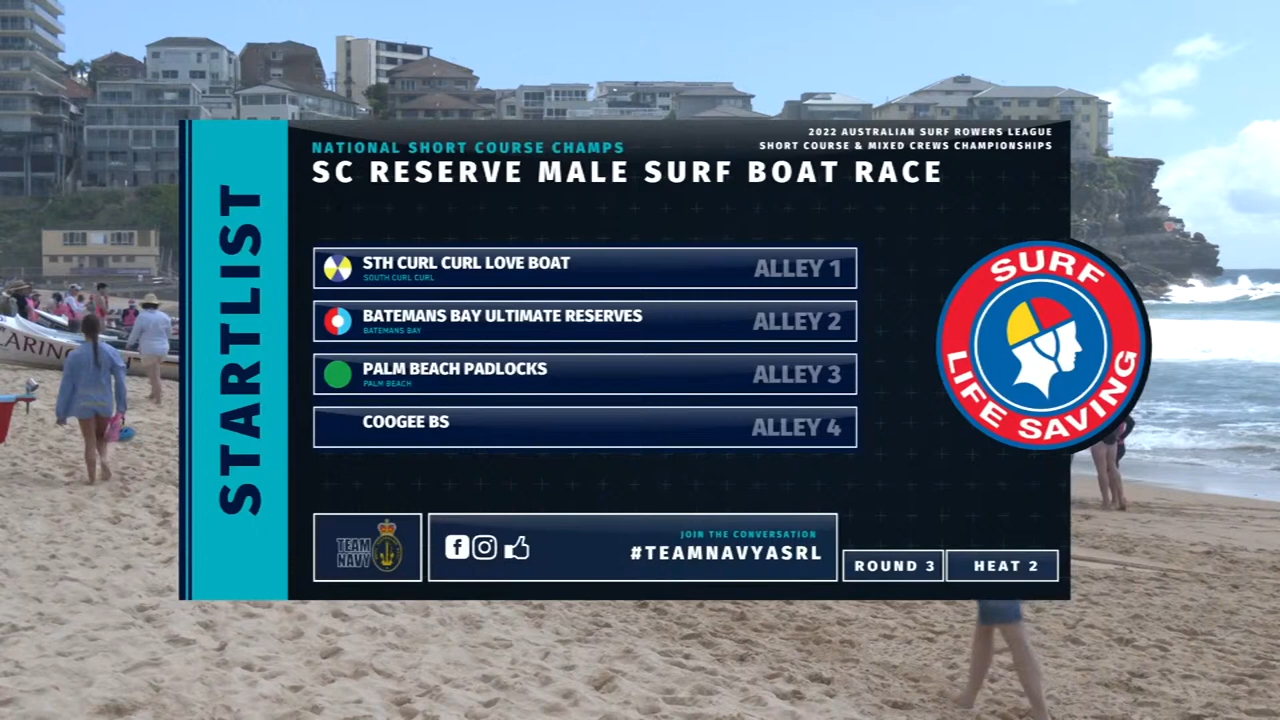 2022 AUSTRALIAN SURF ROWERS LEAGUE
SHORT COURSE & MIXED CREWS CHAMPIONSHIPS
NATIONAL SHORT COURSE CHAMPS
SC RESERVE MALE SURF BOAT RACE
STARTLIST
STH CURL CURL LOVE BOAT
SOUTH CURL CURL
ALLEY 1
BATEMANS BAY ULTIMATE RESERVES
BATEMANS BAY
ALLEY 2
PALM BEACH PADLOCKS
PALM BEACH
ALLEY 3
COOGEE BS
ALLEY 4
SURF
LIFE SAVING
TEAM
NAVY
JOIN THE CONVERSATION
#TEAMNAVYASRL
ROUND 3
HEAT 2
CARING